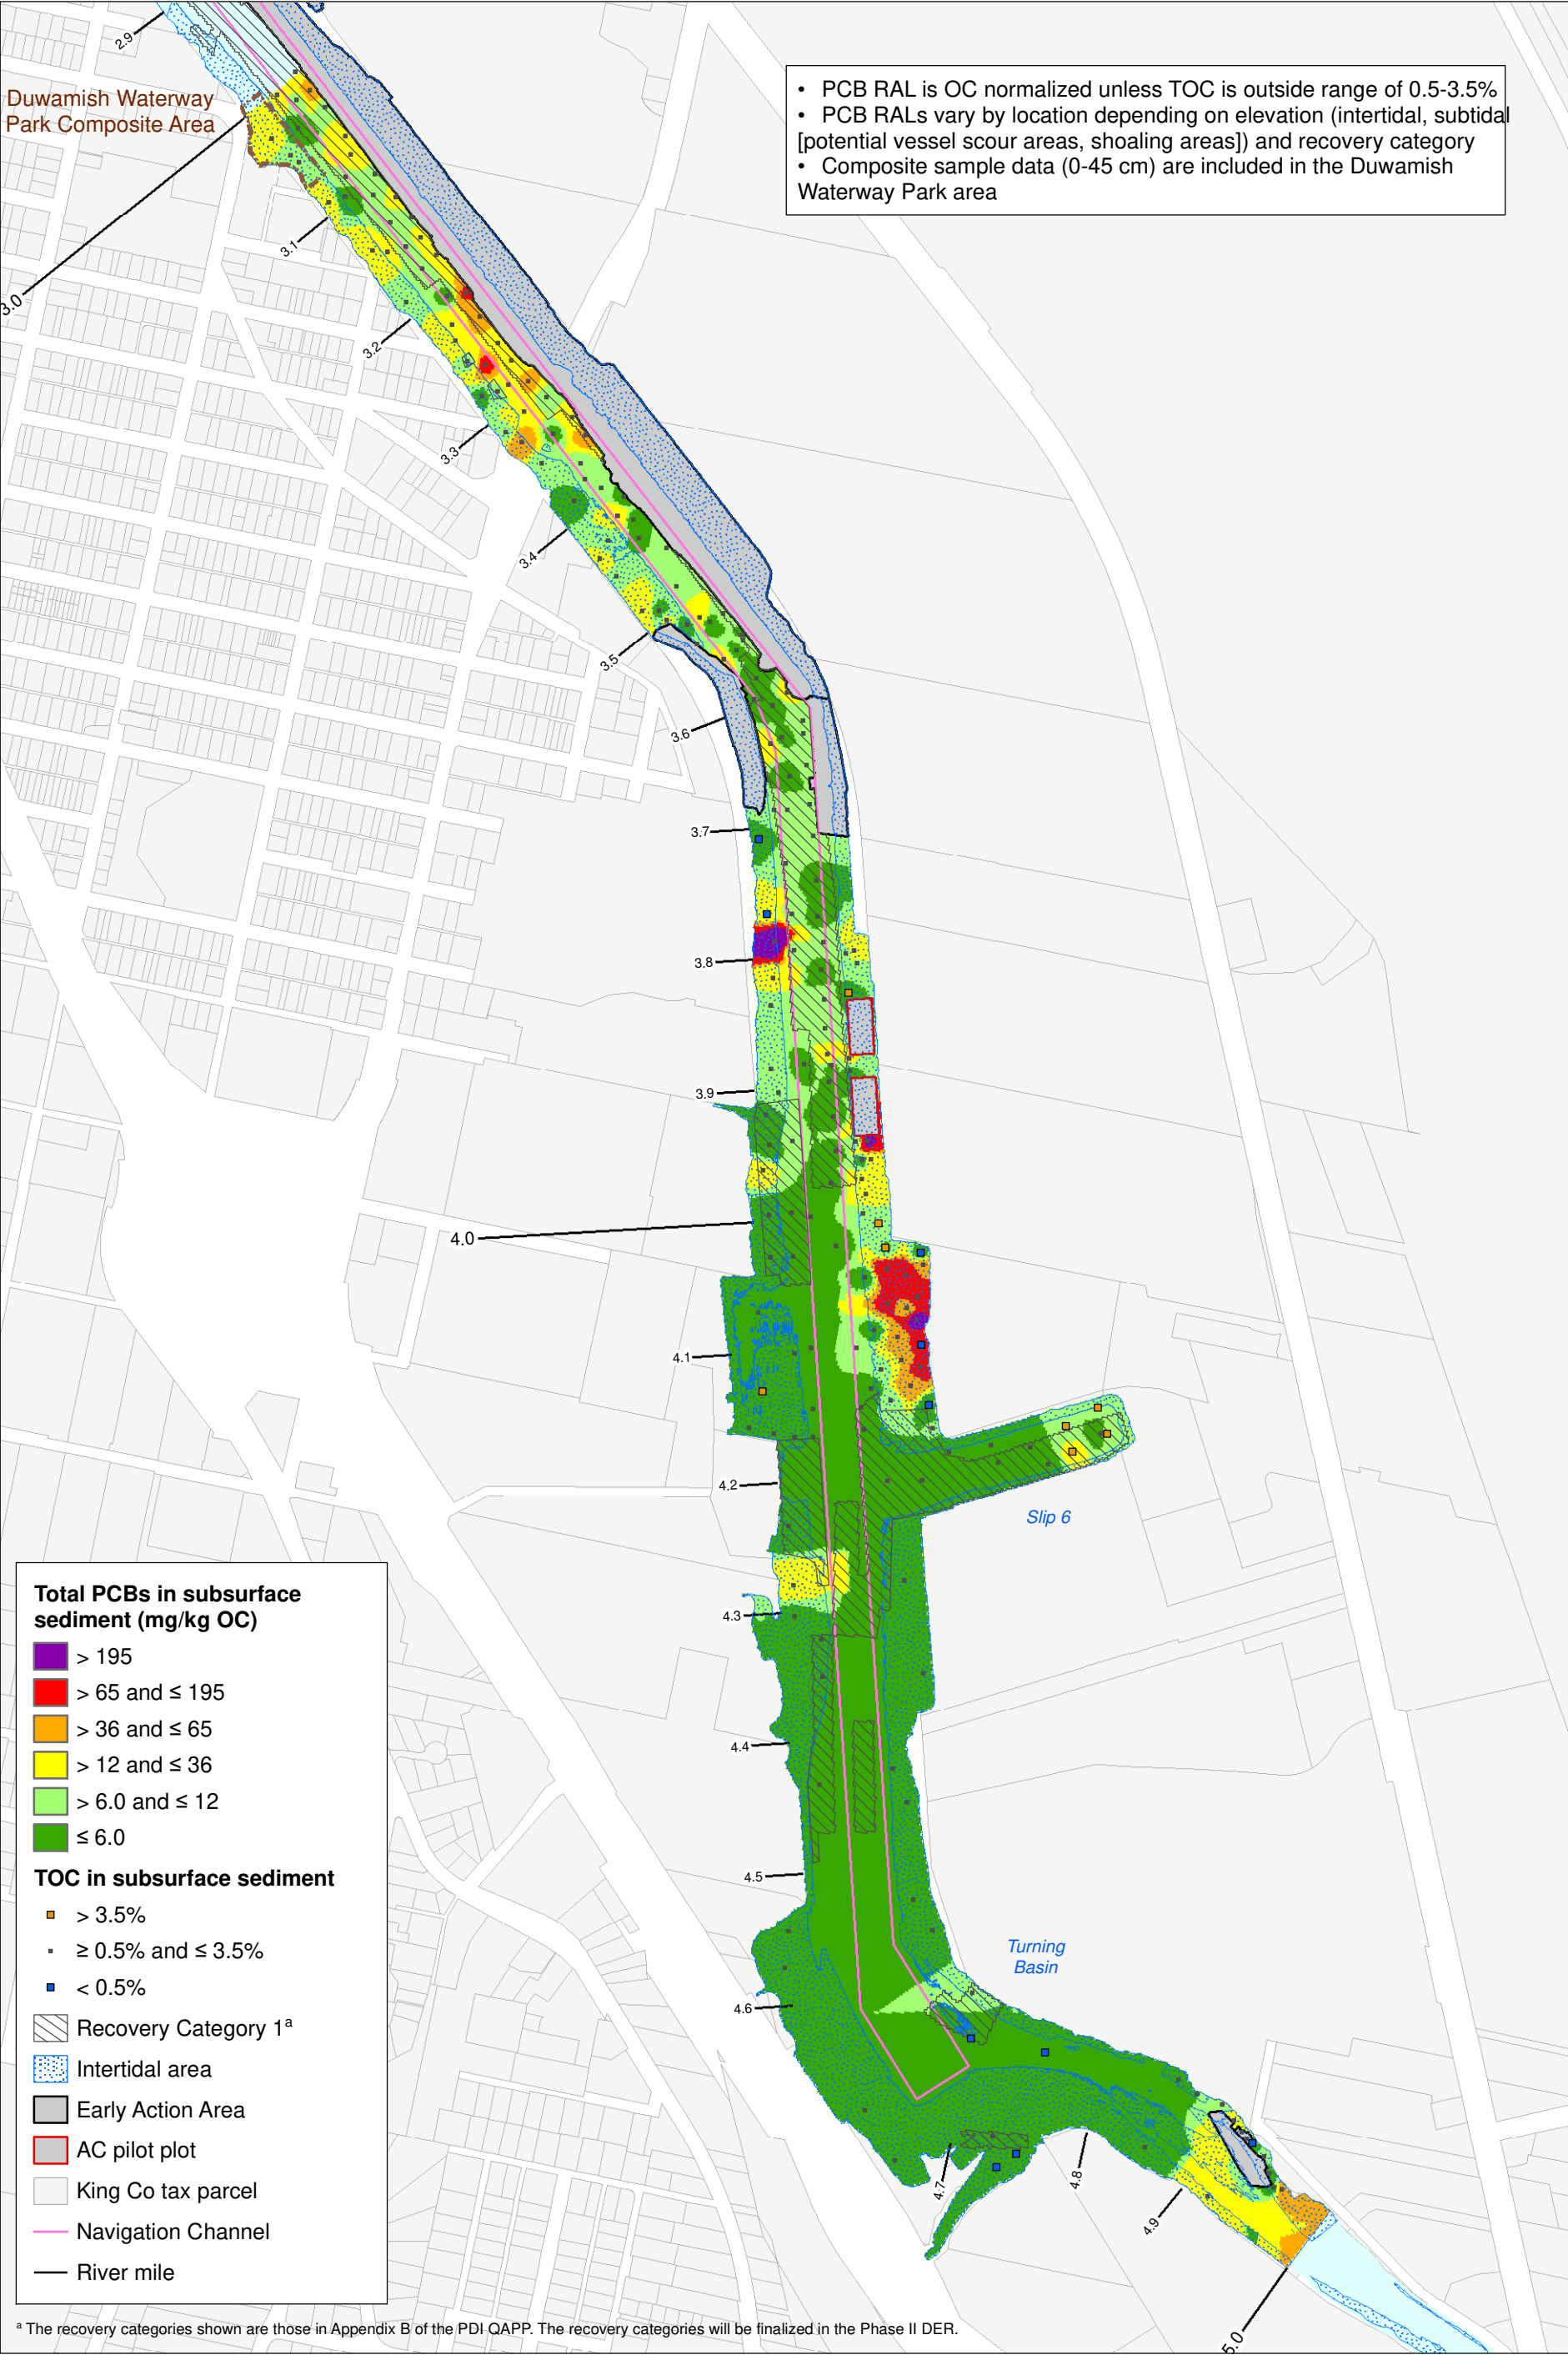 2.9
Duwamish Waterway
Park Composite Area
• PCB RAL is OC normalized unless TOC is outside range of 0.5-3.5%
• PCB RALs vary by location depending on elevation (intertidal, subtidal
[potential vessel scour areas, shoaling areas]) and recovery category
• Composite sample data (0-45 cm) are included in the Duwamish
Waterway Park area
3.0
3.1
3.2
3.3
3.4
3.5
3.6
3.7
3.8
3.9
4.0
4.1
4.2
Slip 6
4.3
4.4
4.5
Turning
Basin
4.6
4.7
4.8
4.9
5.0
Total PCBs in subsurface
sediment (mg/kg OC)
> 195
> 65 and ≤ 195
> 36 and ≤ 65
> 12 and ≤ 36
> 6.0 and ≤ 12
≤ 6.0
TOC in subsurface sediment
> 3.5%
≥ 0.5% and ≤ 3.5%
< 0.5%
Recovery Category 1ª
Intertidal area
Early Action Area
AC pilot plot
King Co tax parcel
Navigation Channel
River mile
ª The recovery categories shown are those in Appendix B of the PDI QAPP. The recovery categories will be finalized in the Phase II DER.